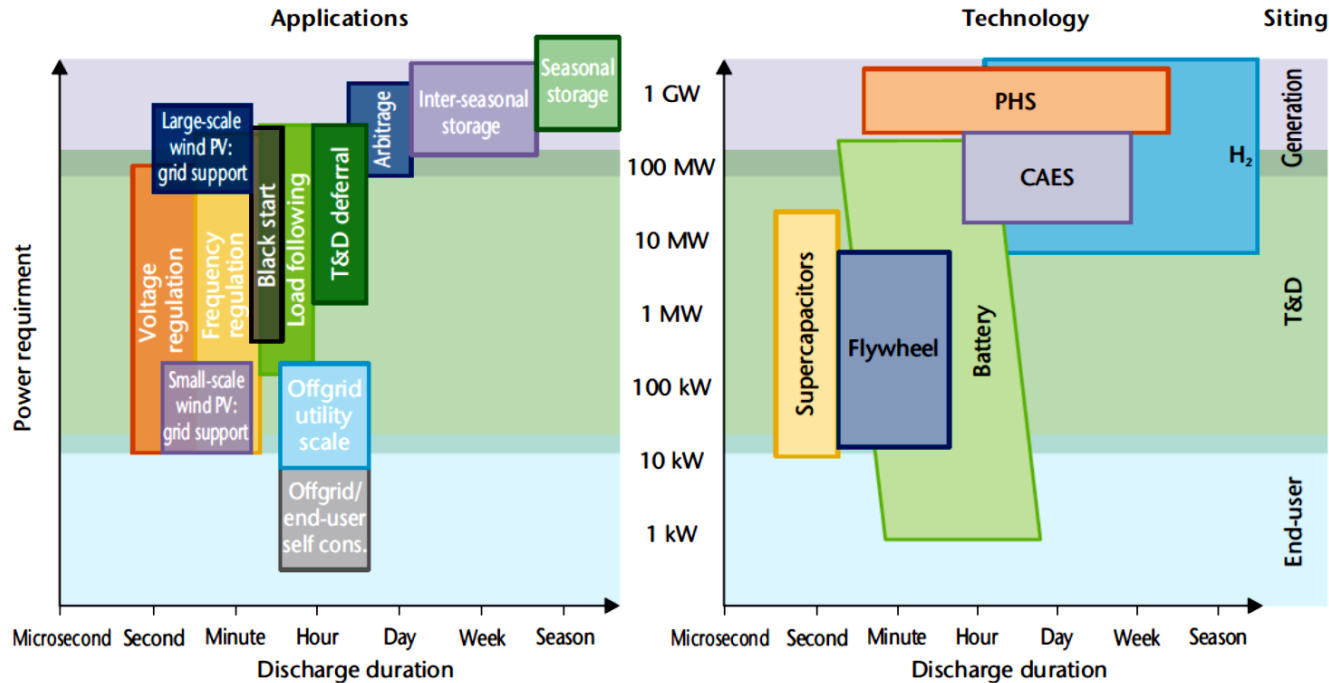 Applications
Technology
Siting
Power requirment
Large-scale
wind PV:
grid support
Voltage
regulation
Frequency
regulation
Small-scale
wind PV:
grid support
Black start
Load following
T&D deferral
Arbitrage
Inter-seasonal
storage
Seasonal
storage
Offgrid
utility
scale
Offgrid/
end-user
self cons.
1 GW
100 MW
10 MW
1 MW
100 kW
10 kW
1 kW
Microsecond
Second
Minute
Hour
Day
Week
Season
Discharge duration
PHS
H2
CAES
Supercapacitors
Flywheel
Battery
Microsecond
Second
Minute
Hour
Day
Week
Season
Discharge duration
Generation
T&D
End-user